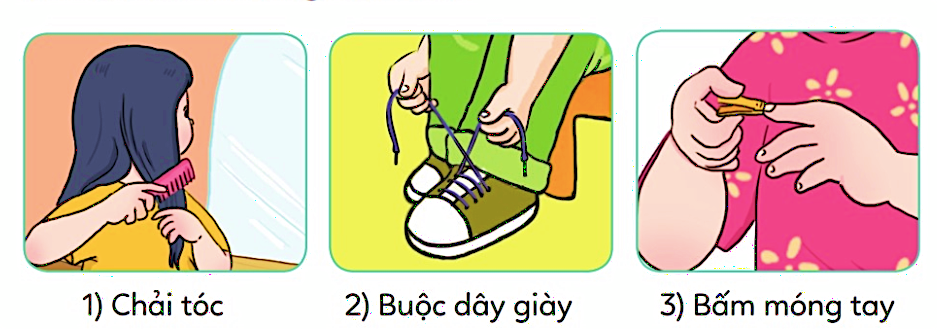 1) Chải tóc
2) Buộc dây giày
3) Bấm móng tay